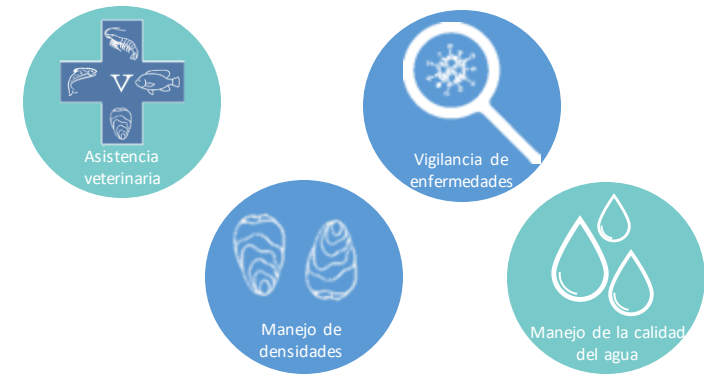 V
Asistencia
veterinaria
Vigilancia de
enfermedades
Manejo de
densidades
Manejo de la calidad
del agua